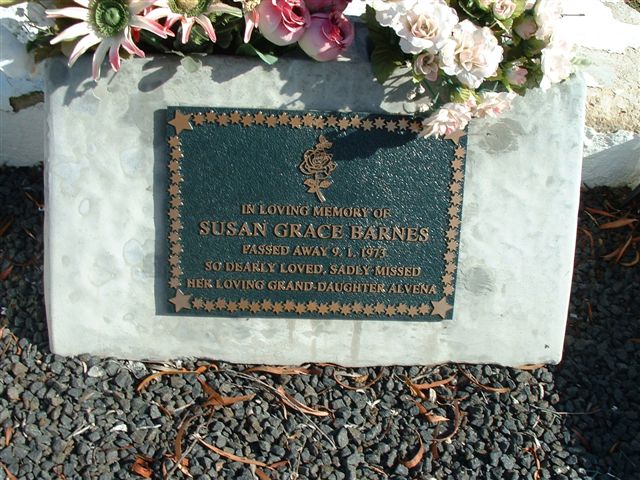 IN LOVING MEMORY OF
SUSAN GRACE BARNES
PASSED AWAY 9. 1. 1973
SO DEARLY LOVED, SADLY MISSED
HER LOVING GRAND-DAUGHTER ALVENA